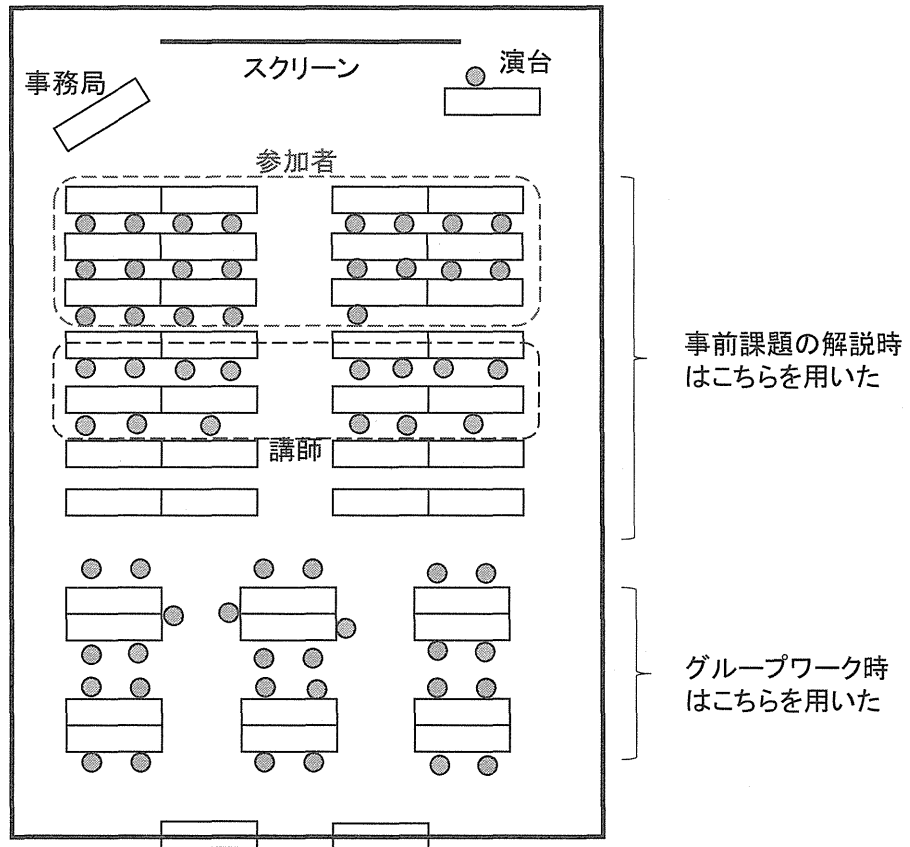 スクリーン
演台
事務局
参加者
講師
事前課題の解説時
はこちらを用いた
グループワーク時
はこちらを用いた